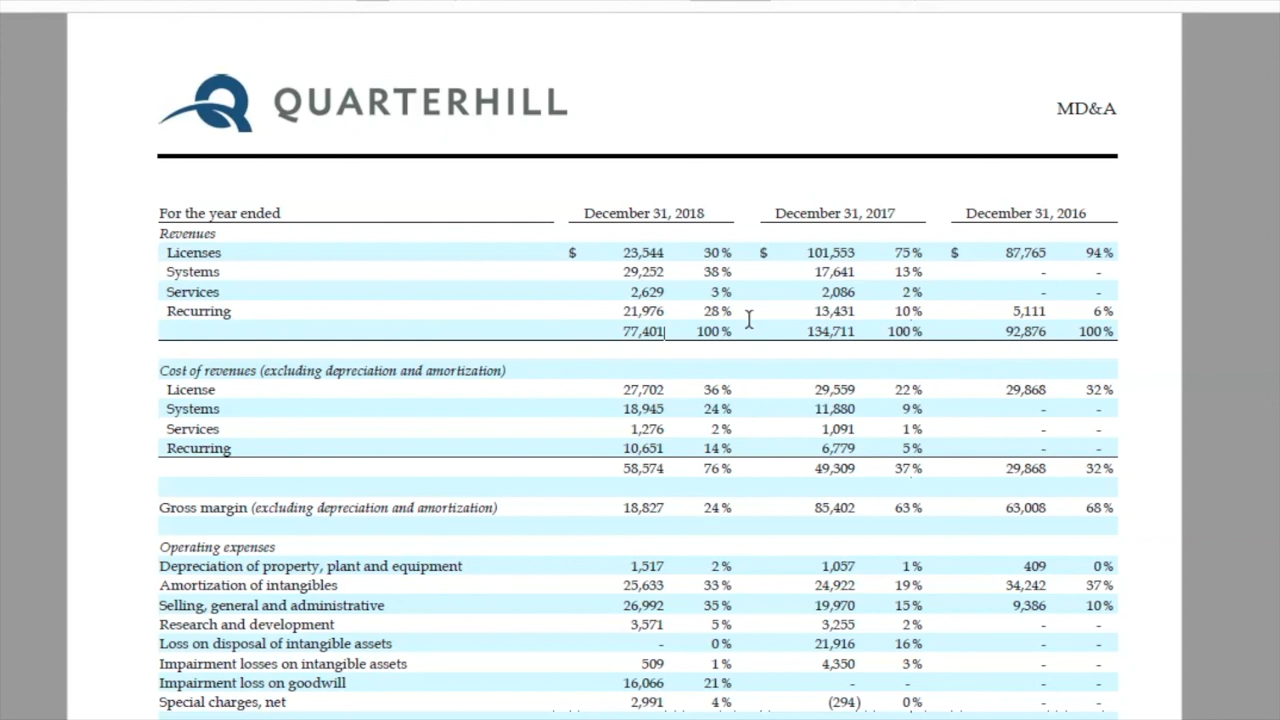 QUARTERHILL
MD&A
For the year ended December 31, 2018 December 31, 2017 December 31, 2016
Revenues
Licenses $ 23,544 30% $ 101,553 75% $ 87,765 94%
Systems 29,252 38% 17,641 13% - -
Services 2,629 3% 2,086 2% - -
Recurring 21,976 28% 13,431 10% 5,111 6%
77,401 100% 134,711 100% 92,876 100%
Cost of revenues (excluding depreciation and amortization)
License 27,702 36% 29,559 22% 29,868 32%
Systems 18,945 24% 11,880 9% - -
Services 1,276 2% 1,091 1% - -
Recurring 10,651 14% 6,779 5% - -
58,574 76% 49,309 37% 29,868 32%
Gross margin (excluding depreciation and amortization) 18,827 24% 85,402 63% 63,008 68%
Operating expenses
Depreciation of property, plant and equipment 1,517 2% 1,057 1% 409 0%
Amortization of intangibles 25,633 33% 24,922 19% 34,242 37%
Selling, general and administrative 26,992 35% 19,970 15% 9,386 10%
Research and development 3,571 5% 3,255 2% - -
Loss on disposal of intangible assets - 0% 21,916 16% - -
Impairment losses on intangible assets 509 1% 4,350 3% - -
Impairment loss on goodwill 16,066 21% - - - -
Special charges, net 2,991 4% (294) 0% - -